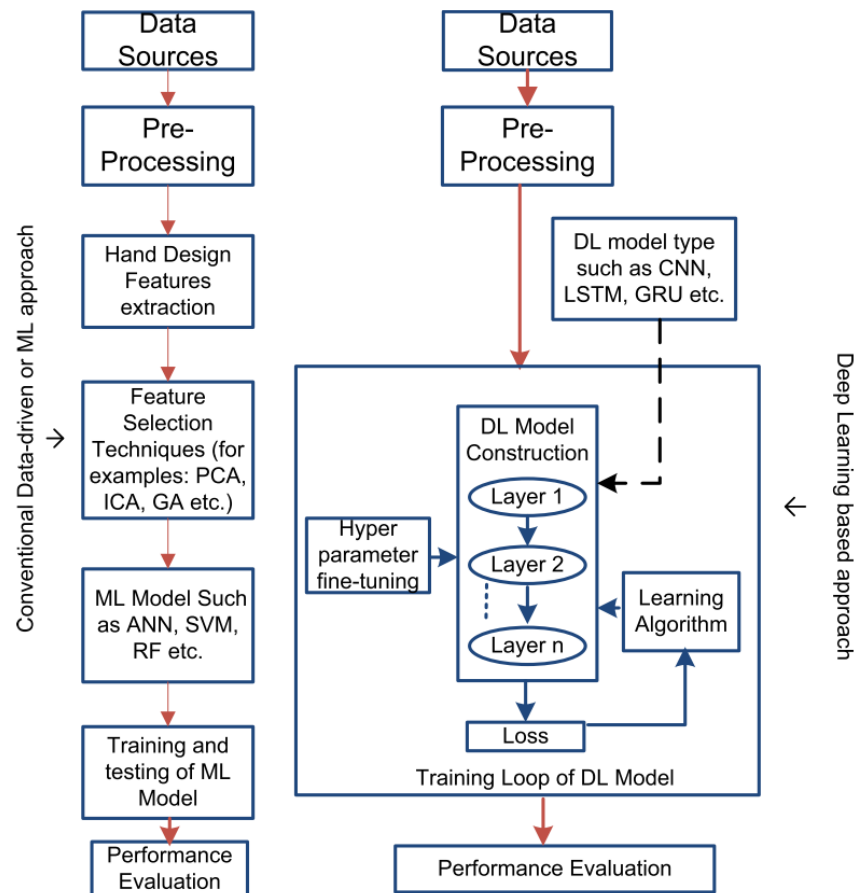 Conventional Data-driven or ML approach
Data
Sources
Pre-
Processing
Hand Design
Features
extraction
Feature
Selection
Techniques (for
examples: PCA,
ICA, GA etc.)
ML Model Such
as ANN, SVM,
RF etc.
Training and
testing of ML
Model
Performance
Evaluation
Data
Sources
Pre-
Processing
DL model type
such as CNN,
LSTM, GRU etc.
DL Model
Construction
Layer 1
Layer 2
Layer n
Hyper
parameter
fine-tuning
Learning
Algorithm
Loss
Training Loop of DL Model
Performance Evaluation
Deep Learning based approach